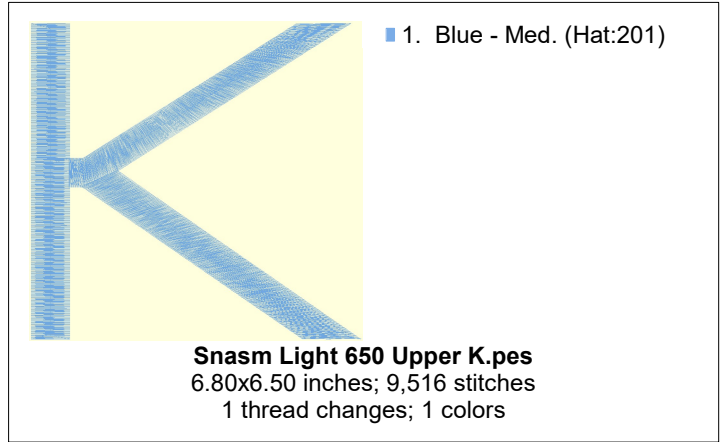 1. Blue - Med. (Hat:201)
Snasm Light 650 Upper K.pes
6.80x6.50 inches; 9,516 stitches
1 thread changes; 1 colors